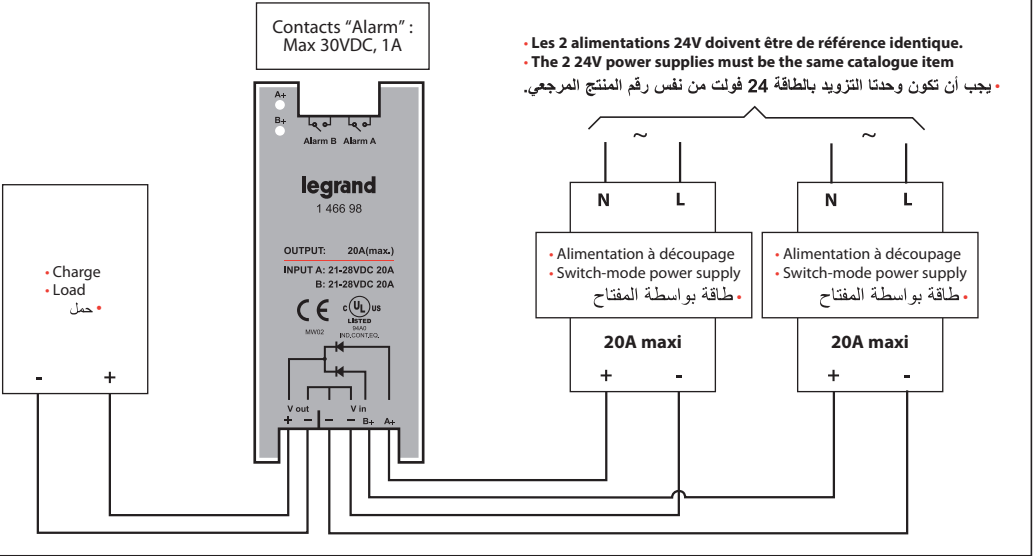 Contacts “Alarm” :
Max 30VDC, 1A
• Les 2 alimentations 24V doivent être de référence identique.
• The 2 24V power supplies must be the same catalogue item
• يجب أن تكون وحدتا التزويد بالطاقة 24 فولت من نفس رقم المنتج المرجعي.
A+
B+
Alarm B Alarm A
legrand
1 466 98
OUTPUT: 20A(max.)
INPUT A: 21-28VDC 20A
B: 21-28VDC 20A
CE c UL us
LISTED
MW02 94A0
IND.CONT.EQ.
V out V in
+ − − − B+ A+
• Charge
• Load
• حمل
- +
~ ~
N L N L
• Alimentation à découpage
• Switch-mode power supply
• طاقة بواسطة المفتاح
20A maxi
+ -
• Alimentation à découpage
• Switch-mode power supply
• طاقة بواسطة المفتاح
20A maxi
+ -